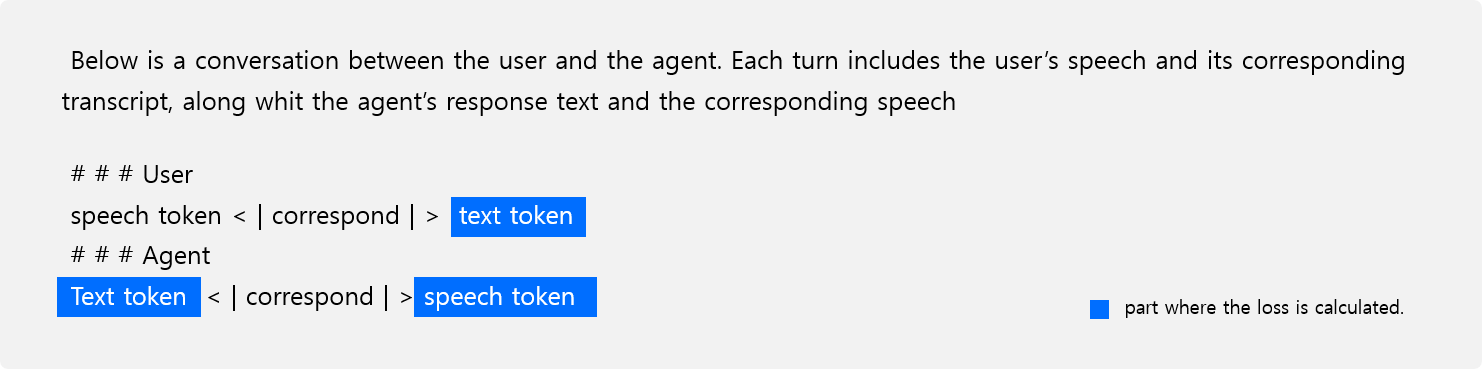 Below is a conversation between the user and the agent. Each turn includes the user's speech and its corresponding
transcript, along whit the agent's response text and the corresponding speech
# # # User
speech token < | correspond | > text token
# # # Agent
Text token < | correspond | > speech token
part where the loss is calculated.